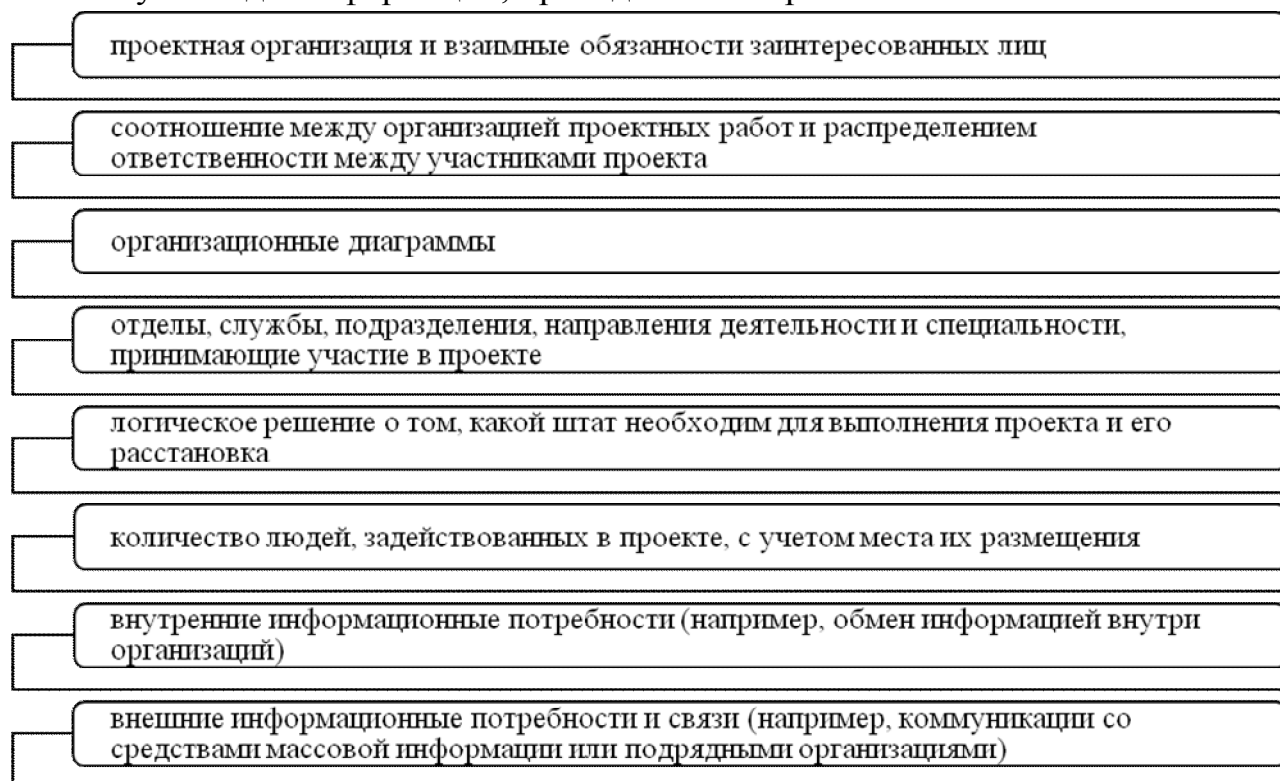 проектная организация и взаимные обязанности заинтересованных лиц
соотношение между организацией проектных работ и распределением
ответственности между участниками проекта
организационные диаграммы
отделы, службы, подразделения, направления деятельности и специальности,
принимающие участие в проекте
логическое решение о том, какой штат необходим для выполнения проекта и его
расстановка
количество людей, задействованных в проекте, с учетом места их размещения
внутренние информационные потребности (например, обмен информацией внутри
организаций)
внешние информационные потребности и связи (например, коммуникации со
средствами массовой информации или подрядными организациями)